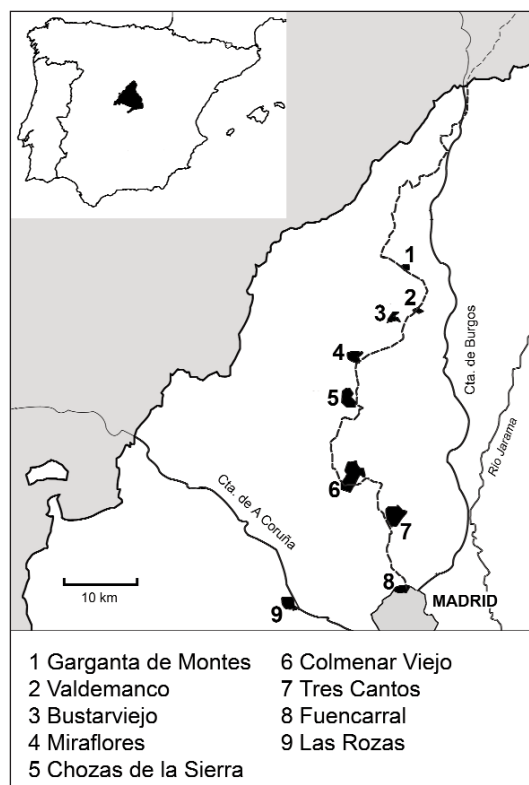 1
2
3
4
5
6
7
8
9
Cta. de Burgos
Río Jarama
Cta. de A Coruña
10 km
MADRID
1 Garganta de Montes
2 Valdemanco
3 Bustarviejo
4 Miraflores
5 Chozas de la Sierra
6 Colmenar Viejo
7 Tres Cantos
8 Fuencarral
9 Las Rozas